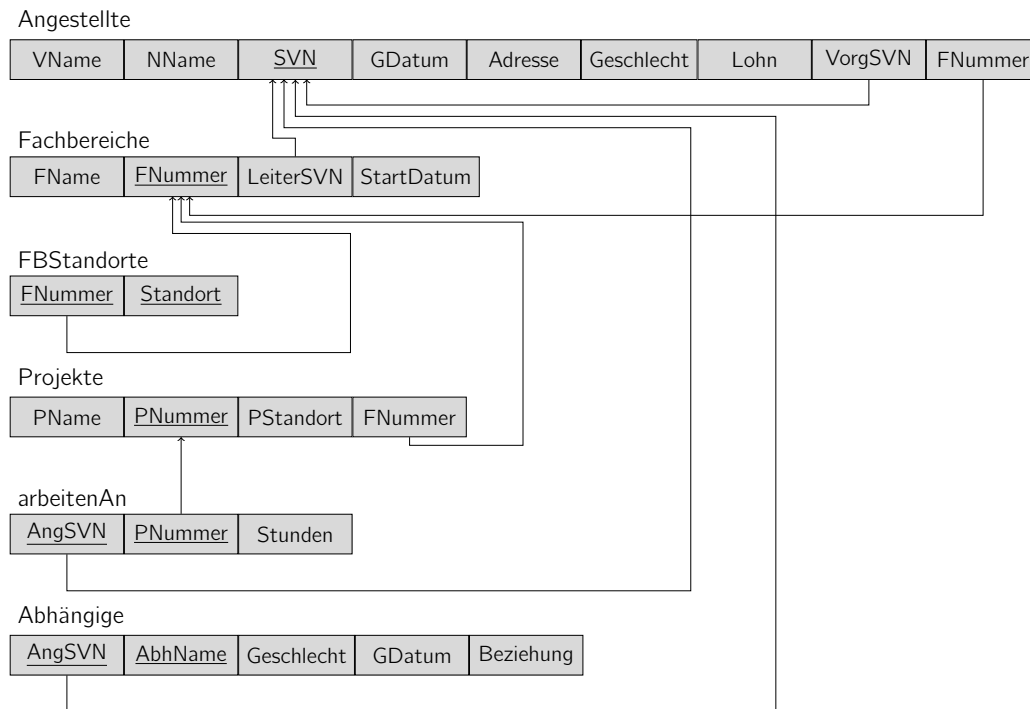 Angestellte
VName NName SVN GDatum Adresse Geschlecht Lohn VorgSVN FNummer
Fachbereiche
FName FNummer LeiterSVN StartDatum
FBStandorte
FNummer Standort
Projekte
PName PNummer PStandort FNummer
arbeitenAn
AngSVN PNummer Stunden
Abhängige
AngSVN AbhName Geschlecht GDatum Beziehung